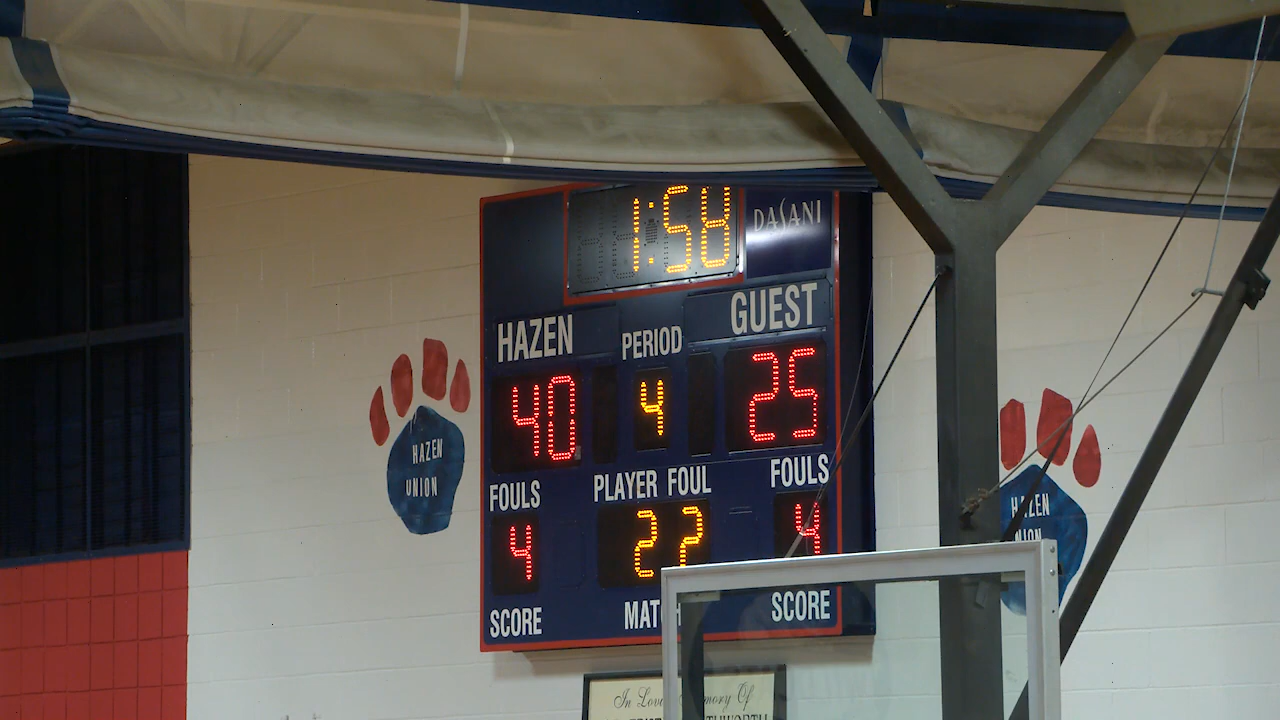 1:58
DASANI
HAZEN
PERIOD
GUEST
40
4
25
FOULS
PLAYER FOUL
FOULS
4
22
4
SCORE
SCORE
HAZEN
UNION
HAZEN
In Loving Memory Of